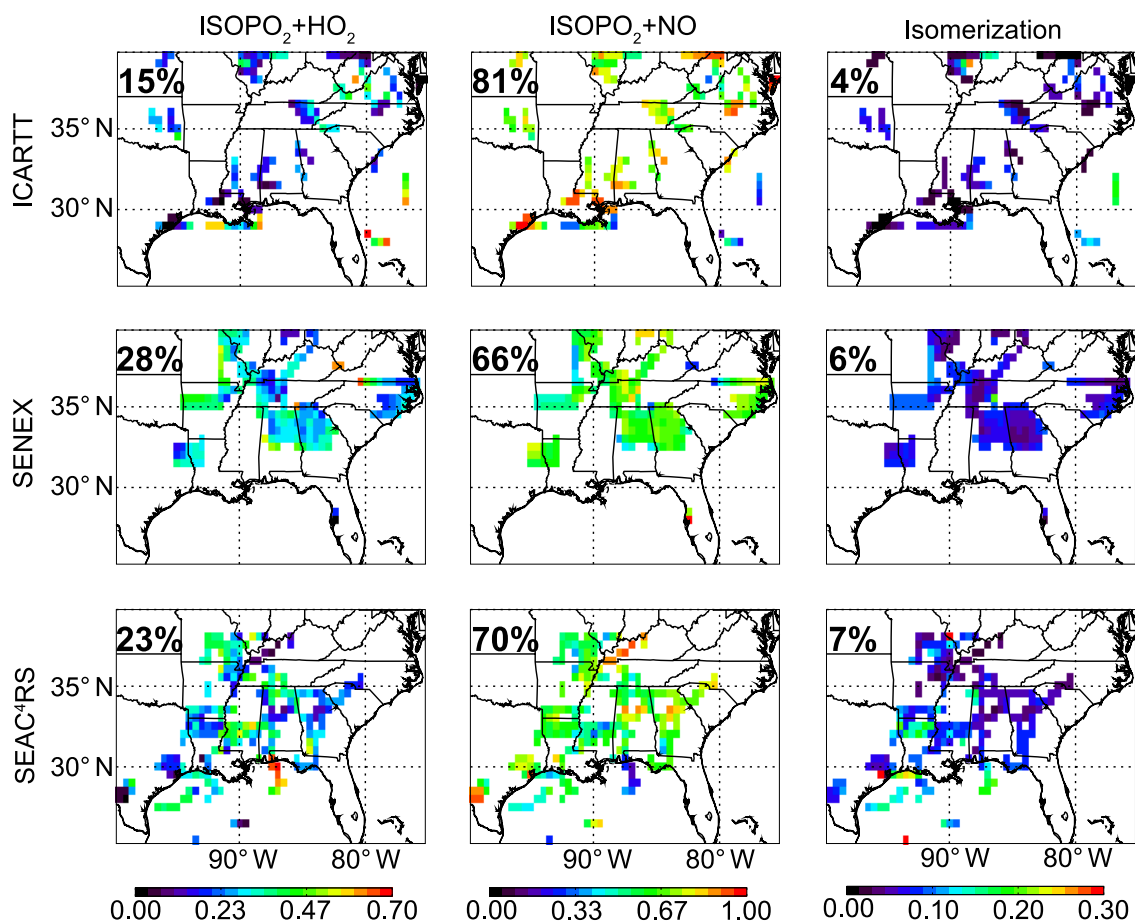 ISOPO₂+HO₂ ISOPO₂+NO Isomerization
ICARTT
15% 81% 4%
35° N
30° N
80°W
SENEX
28% 66% 6%
35° N
30° N
SEAC⁴RS
23% 70% 7%
35° N
30° N
90°W 80°W 90°W 80°W 90°W 80°W
0.00 0.23 0.47 0.70 0.00 0.33 0.67 1.00 0.00 0.10 0.20 0.30